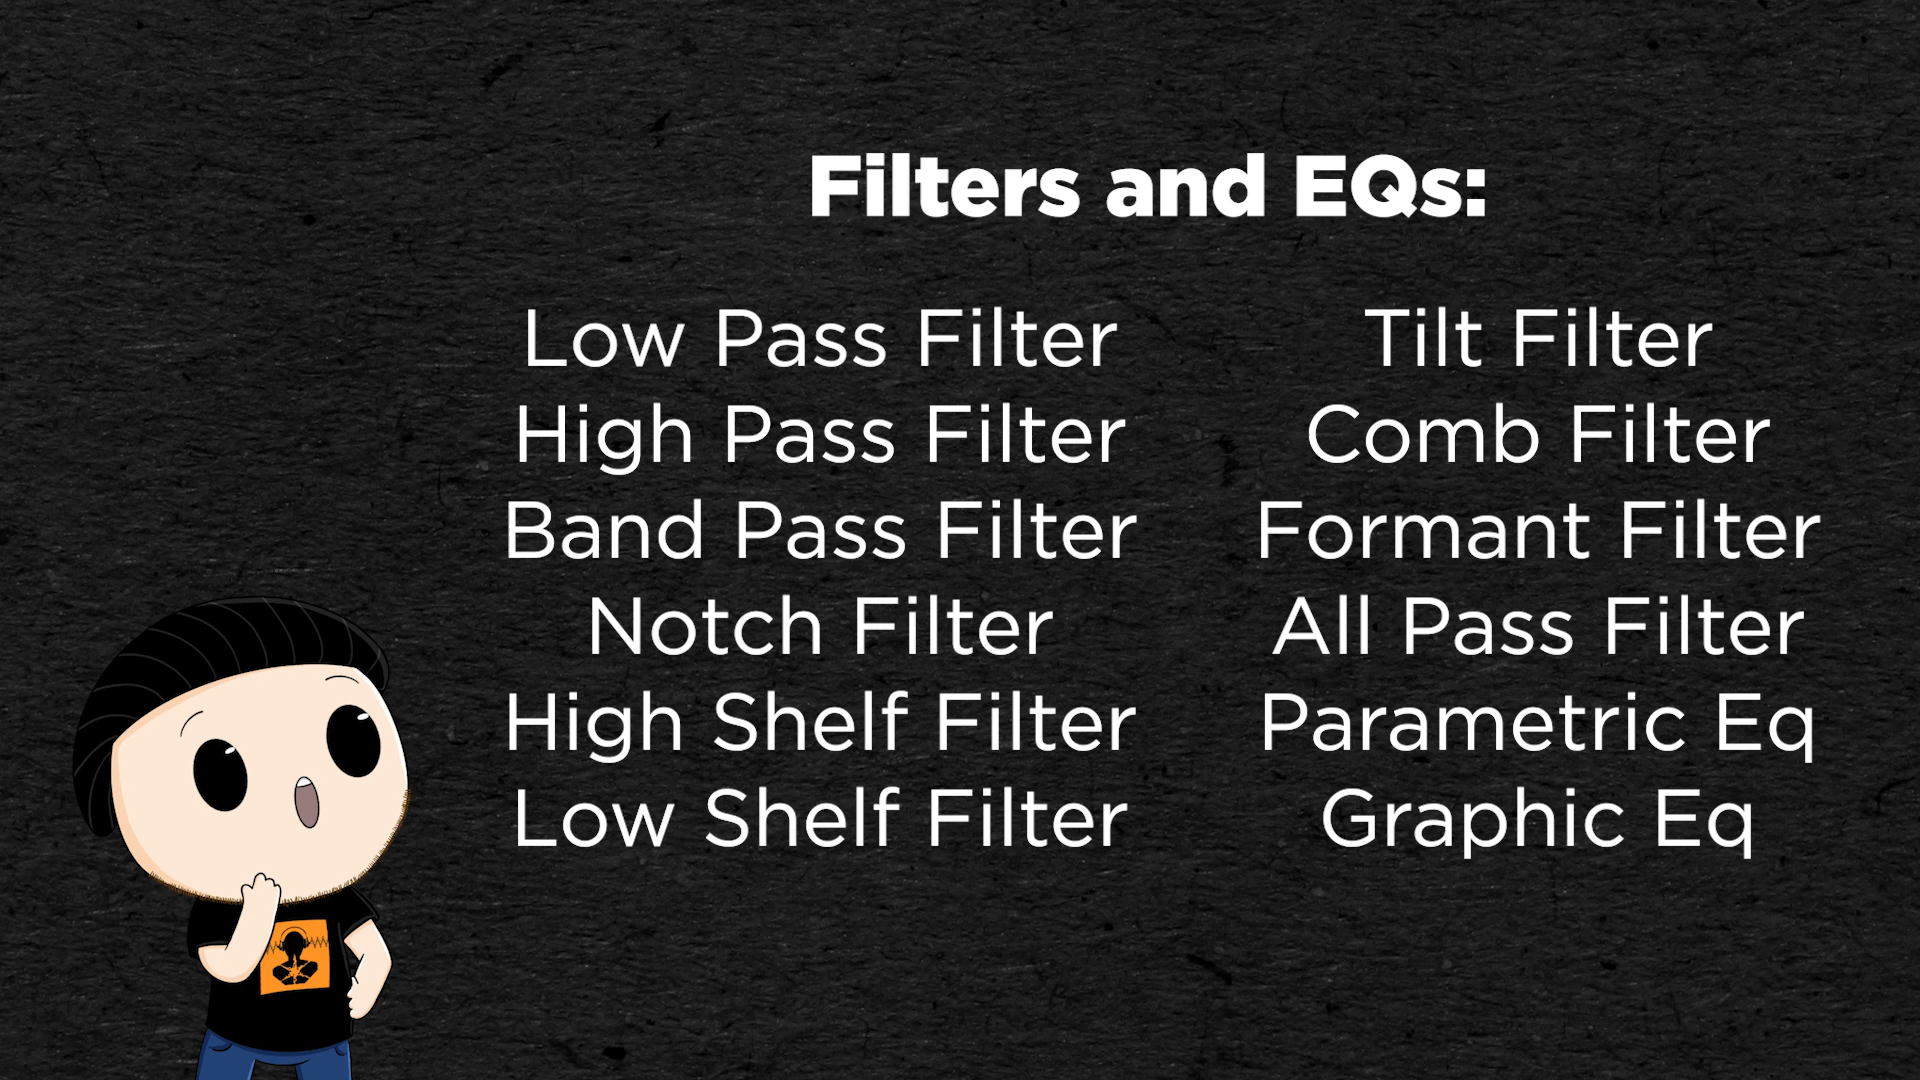 Filters and EQs:
Low Pass Filter
High Pass Filter
Band Pass Filter
Notch Filter
High Shelf Filter
Low Shelf Filter
Tilt Filter
Comb Filter
Formant Filter
All Pass Filter
Parametric Eq
Graphic Eq